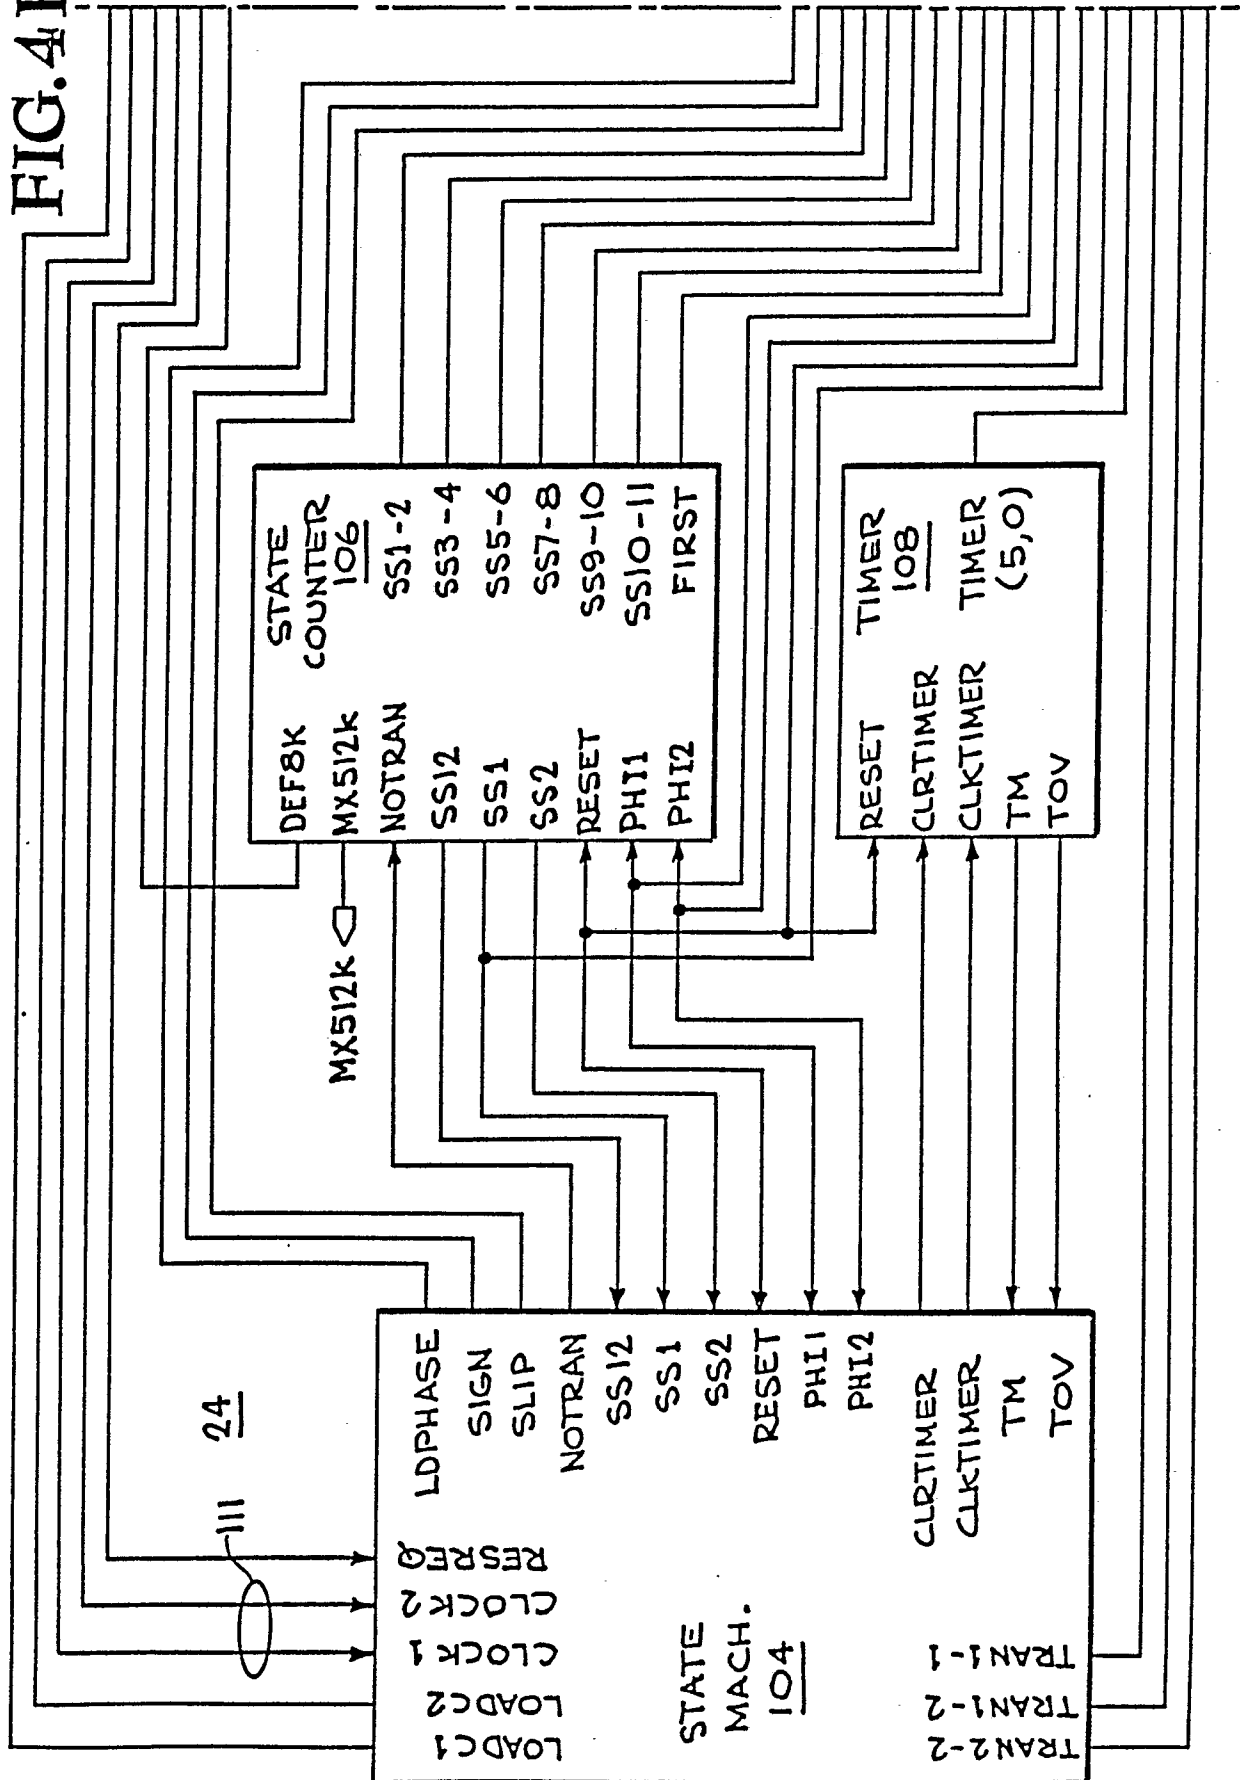 FIG. 4
24
111
LOADC1
LOADC2
CLOCK 1
CLOCK 2
RESREQ
LDPHASE
SIGN
SLIP
NOTRAN
SS12
SS1
SS2
RESET
PHI1
PHI2
CLRTIMER
CLKTIMER
TM
TOV
STATE
MACH.
104
TRAN2-2
TRAN1-2
TRAN1-1
MX512K
DEF8K
MX512K
NOTRAN
SS12
SS1
SS2
RESET
PHI1
PHI2
STATE
COUNTER
106
SS1-2
SS3-4
SS5-6
SS7-8
SS9-10
SS10-11
FIRST
RESET
CLRTIMER
CLKTIMER
TM
TOV
TIMER
108
TIMER
(5,0)